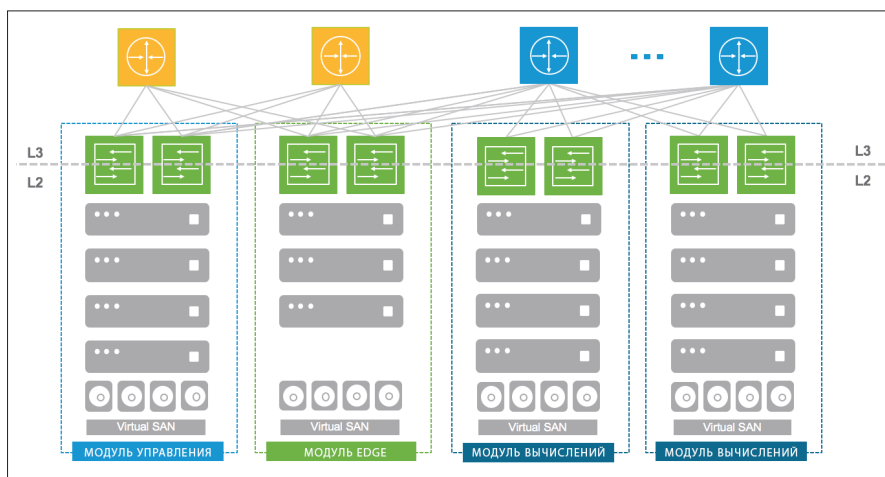 L3
L3
L2
L2
Virtual SAN
Virtual SAN
Virtual SAN
Virtual SAN
МОДУЛЬ УПРАВЛЕНИЯ
МОДУЛЬ EDGE
МОДУЛЬ ВЫЧИСЛЕНИЙ
МОДУЛЬ ВЫЧИСЛЕНИЙ